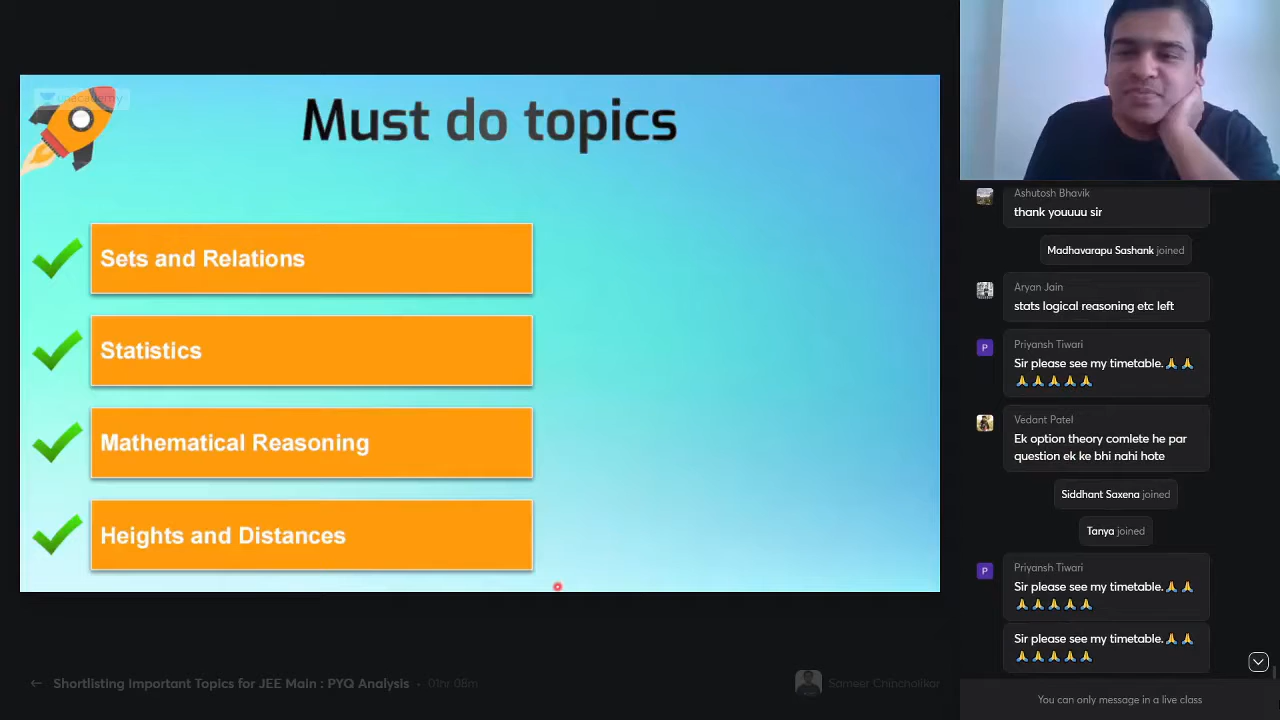 unacademy
Must do topics
Sets and Relations
Statistics
Mathematical Reasoning
Heights and Distances
Shortlisting Important Topics for JEE Main : PYQ Analysis • 01hr 08m
Sameer Chincholikar
Ashutosh Bhavik
thank youuuu sir
Madhavarapu Sashank joined
Aryan Jain
stats logical reasoning etc left
P
Priyansh Tiwari
Sir please see my timetable.🙏 🙏
🙏 🙏 🙏 🙏 🙏
Vedant Patel
Ek option theory comlete he par
question ek ke bhi nahi hote
Siddhant Saxena joined
Tanya joined
P
Priyansh Tiwari
Sir please see my timetable.🙏 🙏
🙏 🙏 🙏 🙏 🙏
Sir please see my timetable.🙏 🙏
🙏 🙏 🙏 🙏 🙏
You can only message in a live class